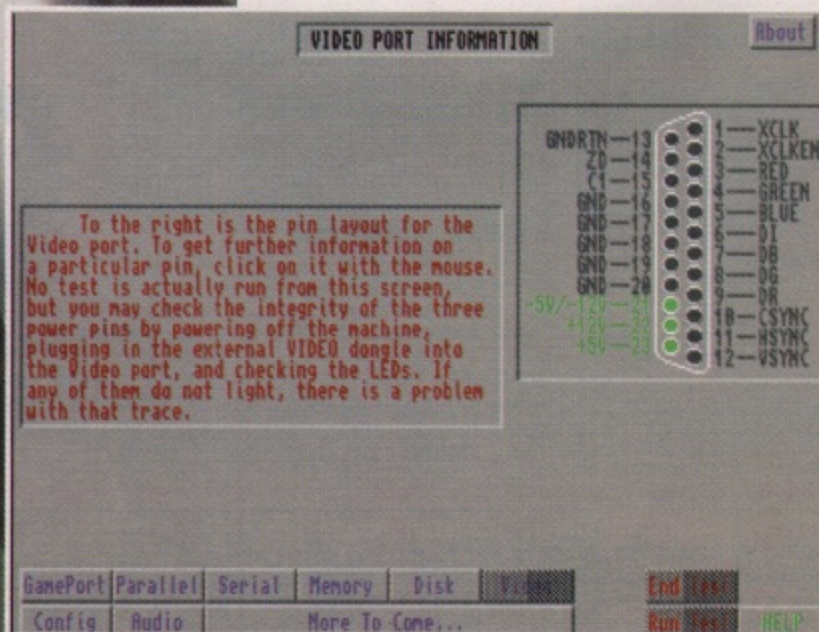 VIDEO PORT INFORMATION
About
To the right is the pin layout for the
Video port. To get further information on
a particular pin, click on it with the mouse.
No test is actually run from this screen,
but you may check the integrity of the three
power pins by powering off the machine,
plugging in the external VIDEO dongle into
the Video port, and checking the LEDs. If
any of them do not light, there is a problem
with that trace.
GNDRTN—13
ZD—14
C1—15
GND—16
GND—17
GND—18
GND—19
GND—20
-5V/-12V—21
+12V—22
+5V—23
1—XCLK
2—XCLKEN
3—RED
4—GREEN
5—BLUE
6—DI
7—DB
8—DG
9—DR
10—CSYNC
11—HSYNC
12—VSYNC
GamePort Parallel Serial Memory Disk Video End Test
Config Audio More To Come... Run Test HELP